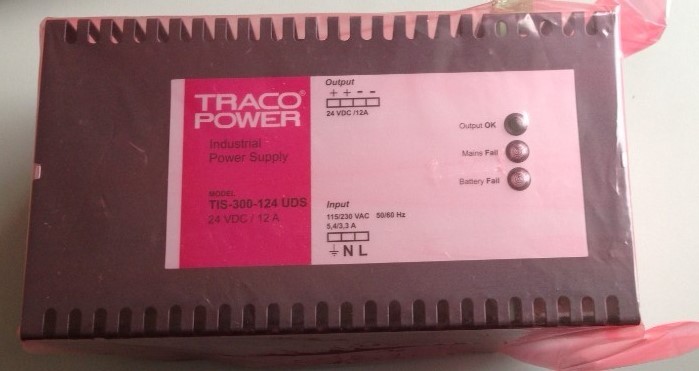 TRACO®
POWER
Industrial
Power Supply
MODEL
TIS-300-124 UDS
24 VDC / 12 A
Output
+ + - -
24 VDC /12A
Output OK
Mains Fail
Battery Fail
Input
115/230 VAC 50/60 Hz
5,4/3,3 A
⏚ N L